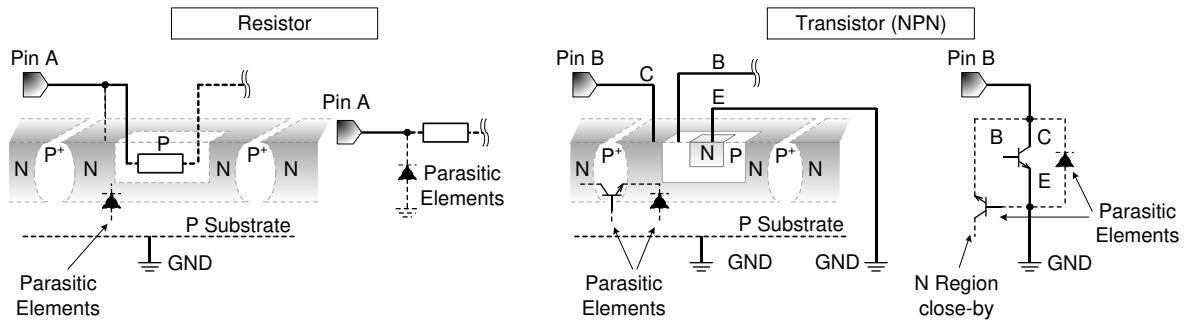 Resistor
Pin A
P
N P+ N N P+ N
Parasitic
Elements
P Substrate
GND
Pin A
Parasitic
Elements
Transistor (NPN)
Pin B
C
B
E
N P+ N N P N P+ N
P Substrate
Parasitic
Elements
GND
GND
Pin B
B C
E
Parasitic
Elements
GND
N Region
close-by